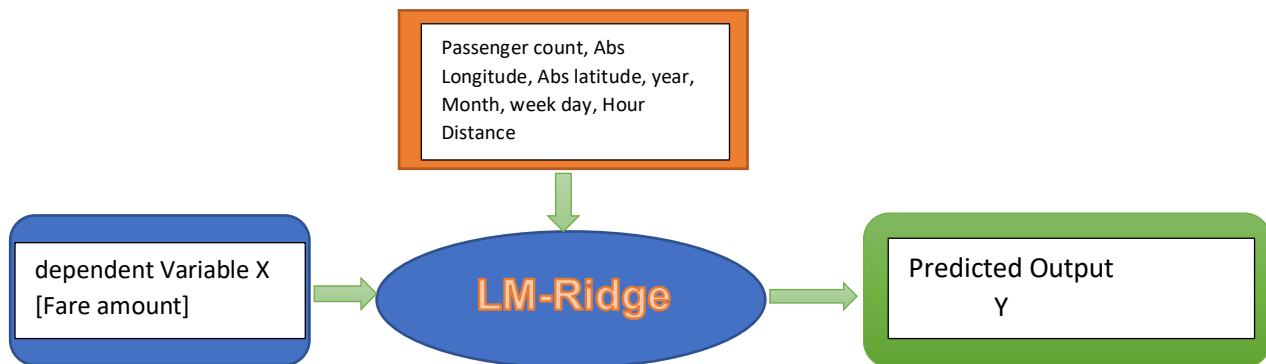 Passenger count, Abs
Longitude, Abs latitude, year,
Month, week day, Hour
Distance
dependent Variable X
[Fare amount]
LM-Ridge
Predicted Output
Y